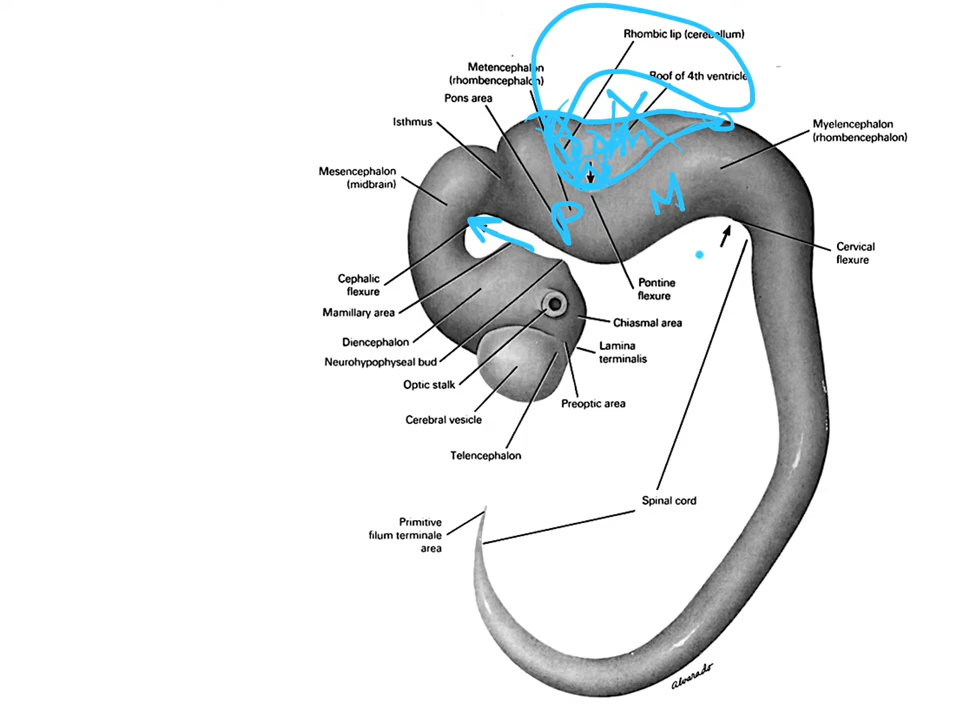 Rhombic lip (cerebellum)
Metencephalon
(rhombencephalon)
Roof of 4th ventricle
Pons area
Isthmus
Myelencephalon
(rhombencephalon)
Mesencephalon
(midbrain)
P
M
Cervical
flexure
Cephalic
flexure
Pontine
flexure
Mamillary area
Chiasmal area
Diencephalon
Lamina
terminalis
Neurohypophyseal bud
Optic stalk
Preoptic area
Cerebral vesicle
Telencephalon
Spinal cord
Primitive
filum terminale
area
alvarado